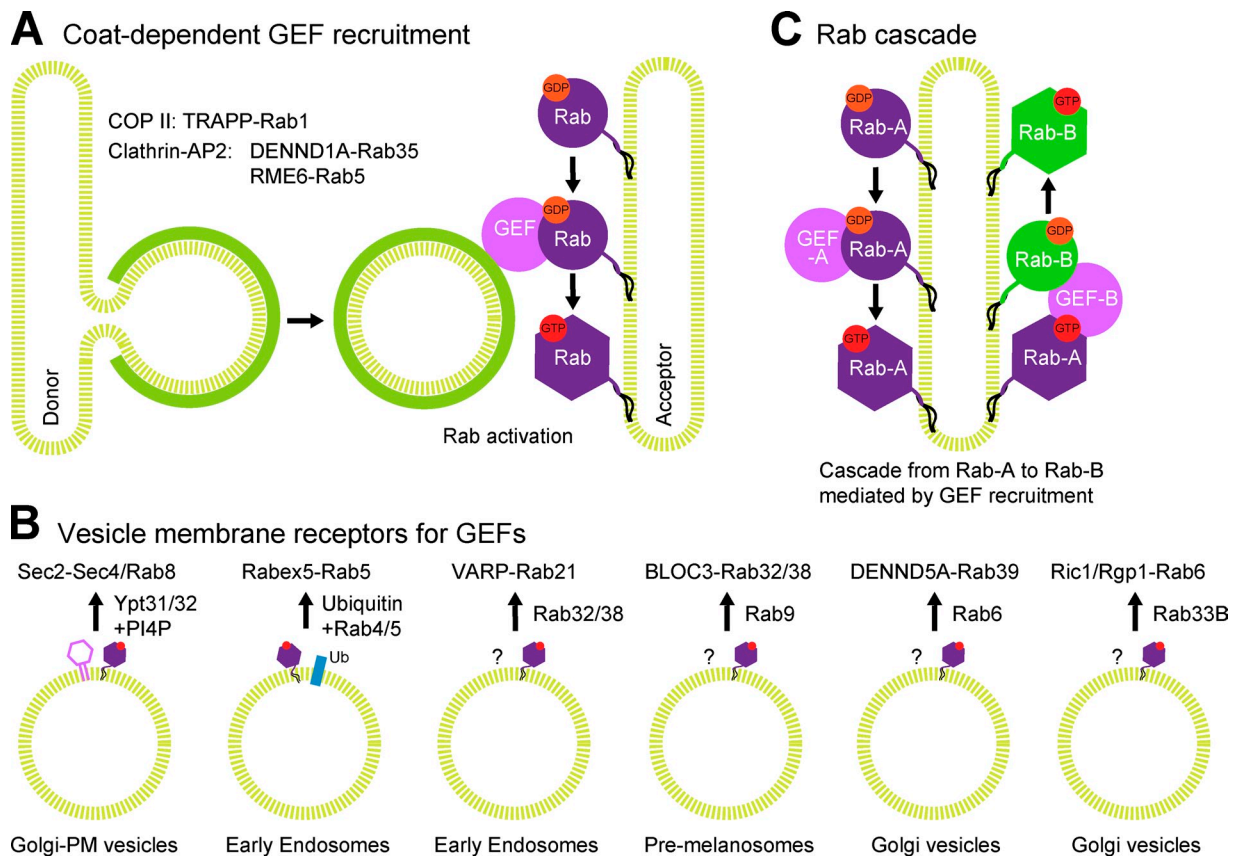 A Coat-dependent GEF recruitment
COP II: TRAPP-Rab1
Clathrin-AP2: DENND1A-Rab35
RME6-Rab5
Donor
GDP
Rab
GEF
GDP
Rab
GTP
Rab
Acceptor
Rab activation
C Rab cascade
GDP
Rab-A
GEF
-A
GDP
Rab-A
GTP
Rab-A
GTP
Rab-B
GDP
Rab-B
GEF-B
GTP
Rab-A
Cascade from Rab-A to Rab-B
mediated by GEF recruitment
B Vesicle membrane receptors for GEFs
Sec2-Sec4/Rab8
Ypt31/32
+PI4P
Golgi-PM vesicles
Rabex5-Rab5
Ubiquitin
+Rab4/5
Ub
Early Endosomes
VARP-Rab21
Rab32/38
?
Early Endosomes
BLOC3-Rab32/38
Rab9
?
Pre-melanosomes
DENND5A-Rab39
Rab6
?
Golgi vesicles
Ric1/Rgp1-Rab6
Rab33B
?
Golgi vesicles